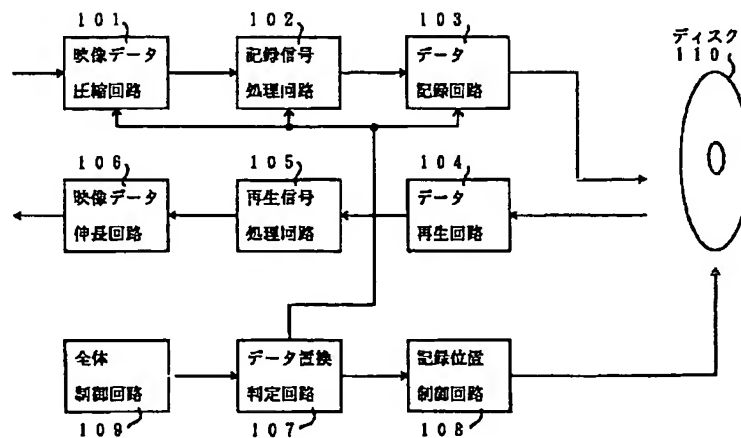 101
映像データ
圧縮回路
102
記録信号
処理回路
103
データ
記録回路
ディスク
110
106
映像データ
伸長回路
105
再生信号
処理回路
104
データ
再生回路
全体
制御回路
109
データ置換
判定回路
107
記録位置
制御回路
108